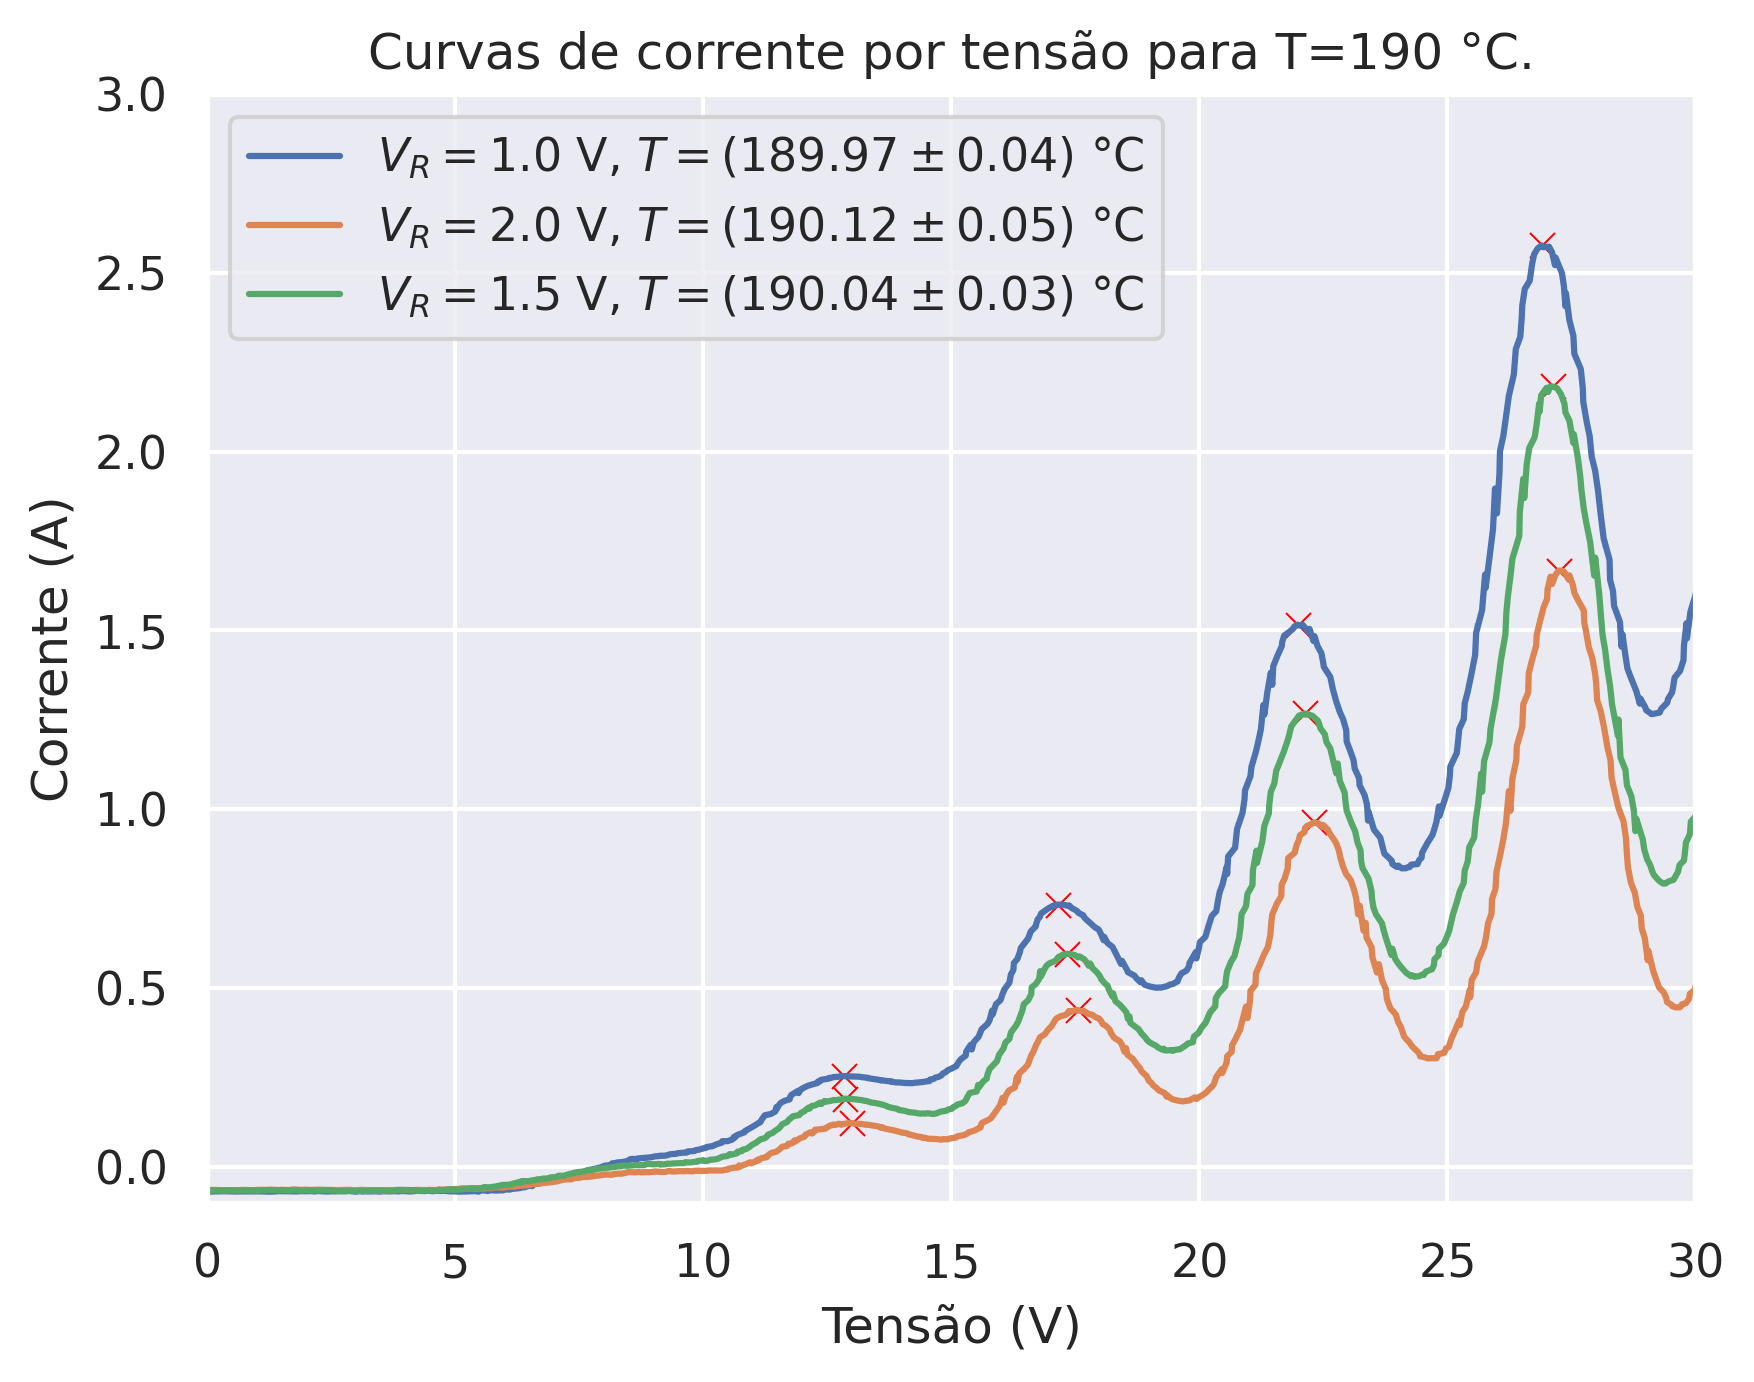 Curvas de corrente por tensão para T=190 °C.
V_R = 1.0 V, T = (189.97 ± 0.04) °C
V_R = 2.0 V, T = (190.12 ± 0.05) °C
V_R = 1.5 V, T = (190.04 ± 0.03) °C
Corrente (A)
3.0
2.5
2.0
1.5
1.0
0.5
0.0
0 5 10 15 20 25 30
Tensão (V)